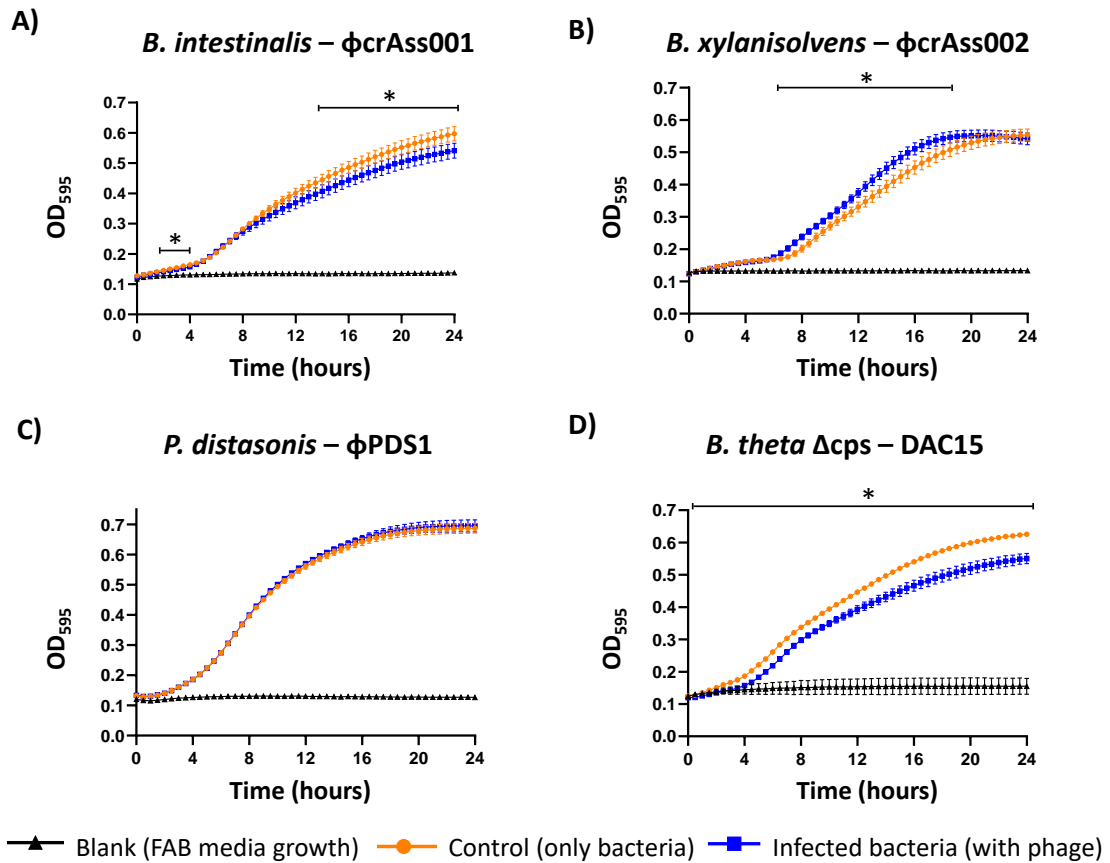 A)
B. intestinalis – ϕcrAss001
*
*
0.7
0.6
0.5
0.4
0.3
0.2
0.1
0.0
OD595
0 4 8 12 16 20 24
Time (hours)
B)
B. xylanisolvens – ϕcrAss002
*
0.7
0.6
0.5
0.4
0.3
0.2
0.1
0.0
OD595
0 4 8 12 16 20 24
Time (hours)
C)
P. distasonis – ϕPDS1
0.7
0.6
0.5
0.4
0.3
0.2
0.1
0.0
OD595
0 4 8 12 16 20 24
Time (hours)
D)
B. theta Δcps – DAC15
*
0.7
0.6
0.5
0.4
0.3
0.2
0.1
0.0
OD595
0 4 8 12 16 20 24
Time (hours)
Blank (FAB media growth) Control (only bacteria) Infected bacteria (with phage)